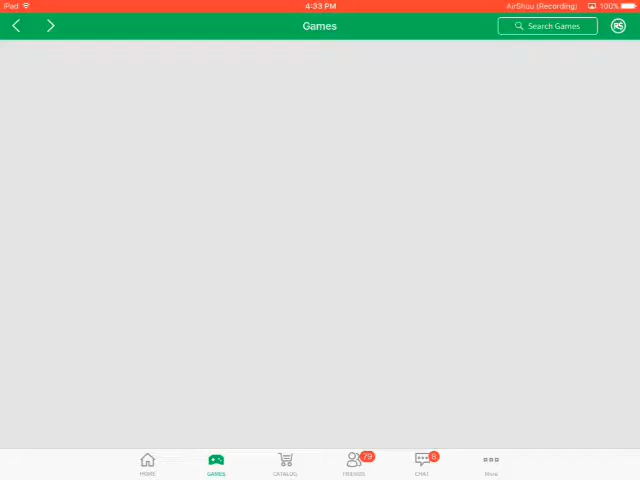 iPad 4:33 PM AirShou (Recording) 100%
Games Search Games R$
HOME GAMES CATALOG FRIENDS 79 CHAT 8 More